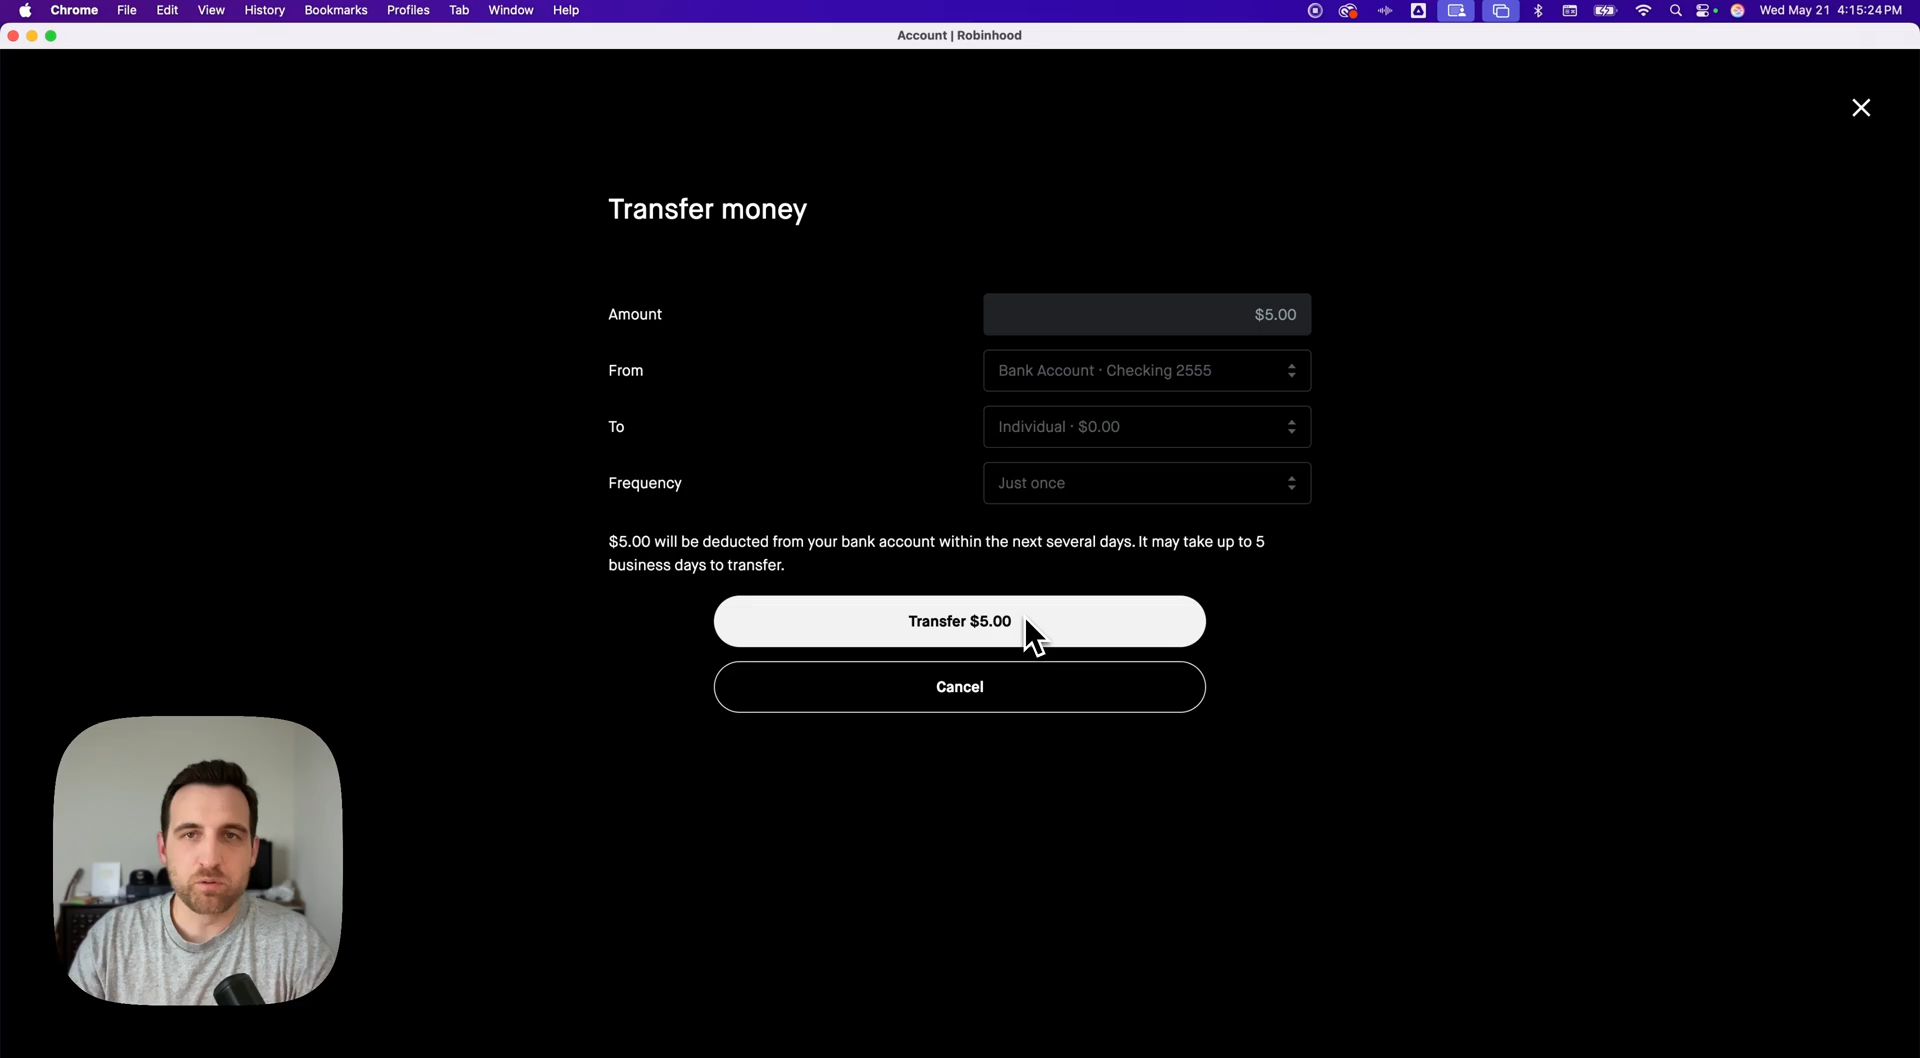 Chrome File Edit View History Bookmarks Profiles Tab Window Help Wed May 21 4:15:24 PM
Account | Robinhood
Transfer money
Amount $5.00
From Bank Account · Checking 2555
To Individual · $0.00
Frequency Just once
$5.00 will be deducted from your bank account within the next several days. It may take up to 5
business days to transfer.
Transfer $5.00
Cancel